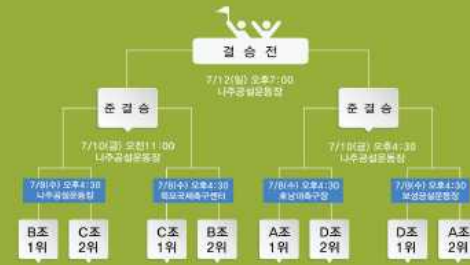 결승전
7/12(일) 오후7:00
나주공설운동장
준결승
준결승
7/10(금) 오전11:00
나주공설운동장
7/10(금) 오후4:30
나주공설운동장
7/8(수) 오후4:30
나주공설운동장
7/8(수) 오후4:30
목포국제축구센터
7/8(수) 오후4:30
호남대축구장
7/8(수) 오후4:30
보성공설운동장
B조 C조 C조 B조 A조 D조 D조 A조
1위 2위 1위 2위 1위 2위 1위 2위